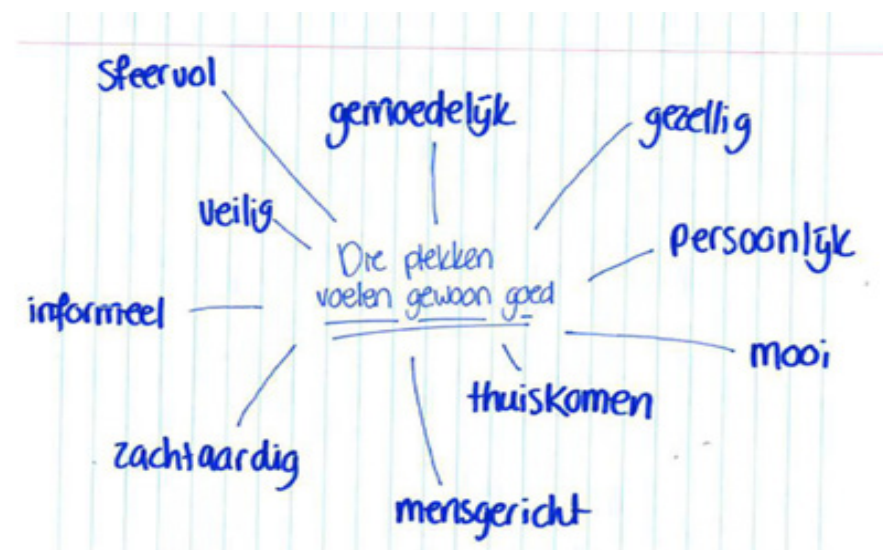 Sfeervol
gemoedelijk
gezellig
veilig
Persoonlijk
Die plekken
voelen gewoon goed
informeel
mooi
thuiskomen
zachtaardig
mensgericht